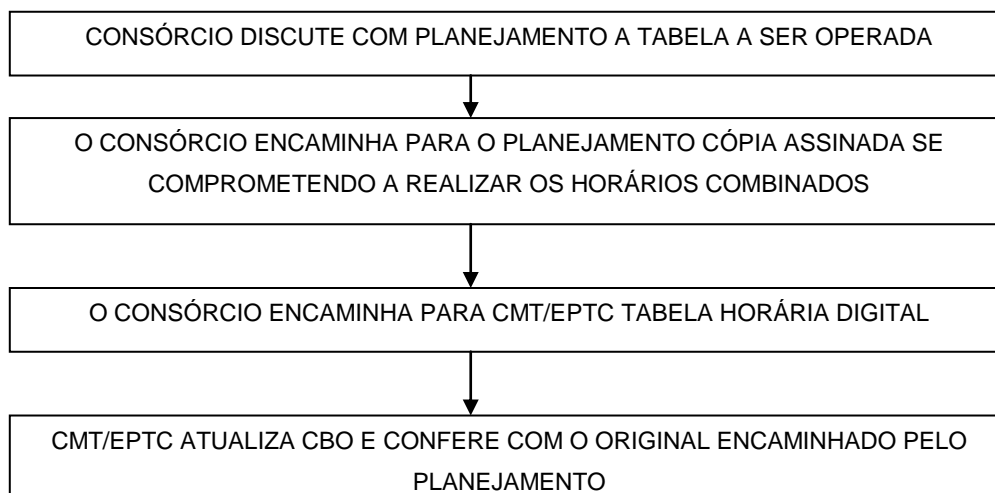 CONSÓRCIO DISCUTE COM PLANEJAMENTO A TABELA A SER OPERADA
O CONSÓRCIO ENCAMINHA PARA O PLANEJAMENTO CÓPIA ASSINADA SE
COMPROMETENDO A REALIZAR OS HORÁRIOS COMBINADOS
O CONSÓRCIO ENCAMINHA PARA CMT/EPTC TABELA HORÁRIA DIGITAL
CMT/EPTC ATUALIZA CBO E CONFERE COM O ORIGINAL ENCAMINHADO PELO
PLANEJAMENTO